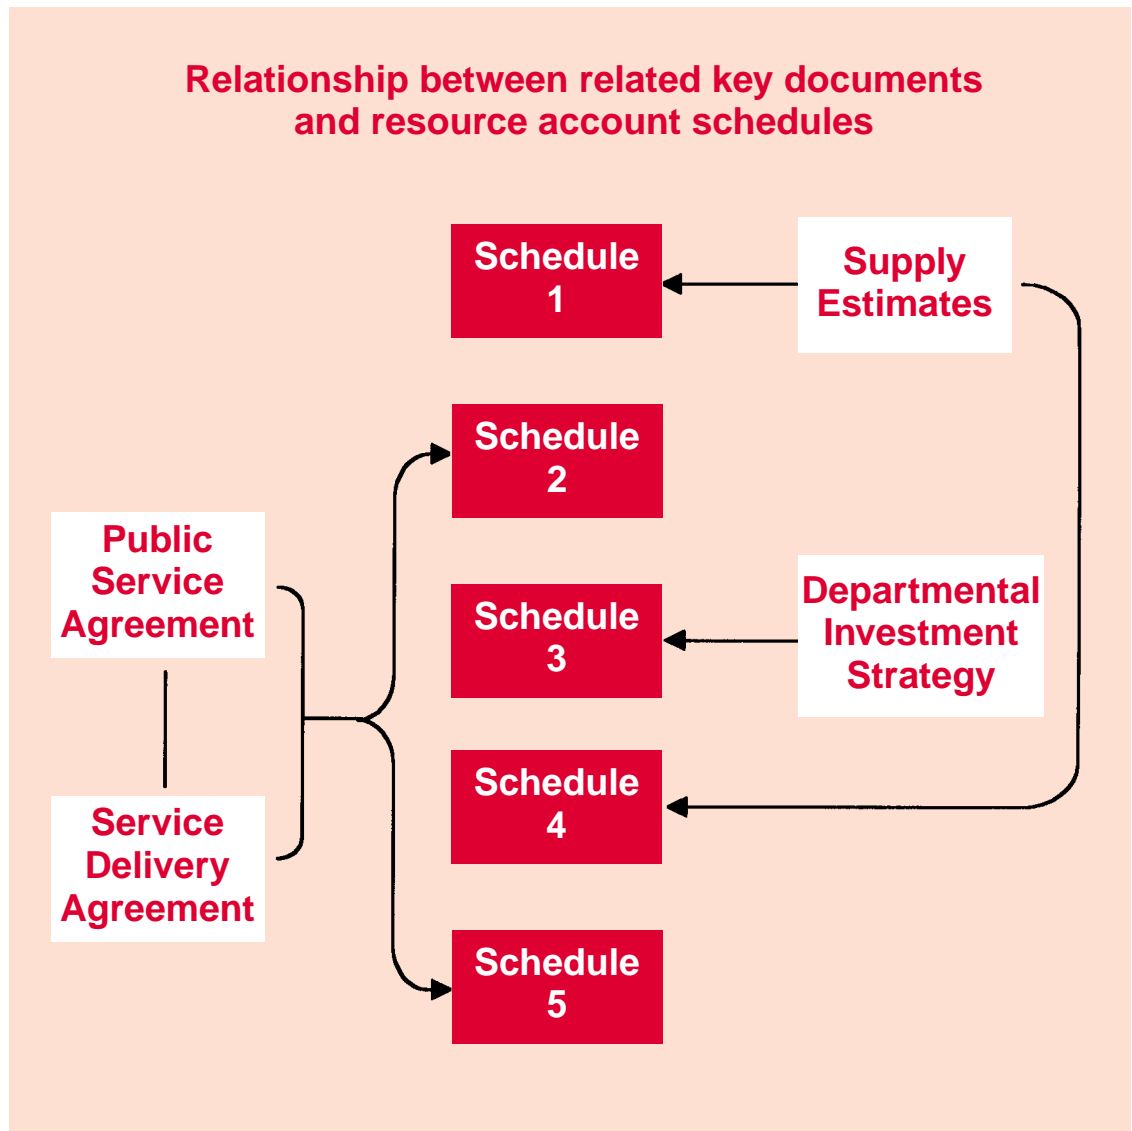 Relationship between related key documents
and resource account schedules
Schedule
1
Supply
Estimates
Schedule
2
Public
Service
Agreement
Schedule
3
Departmental
Investment
Strategy
Schedule
4
Service
Delivery
Agreement
Schedule
5